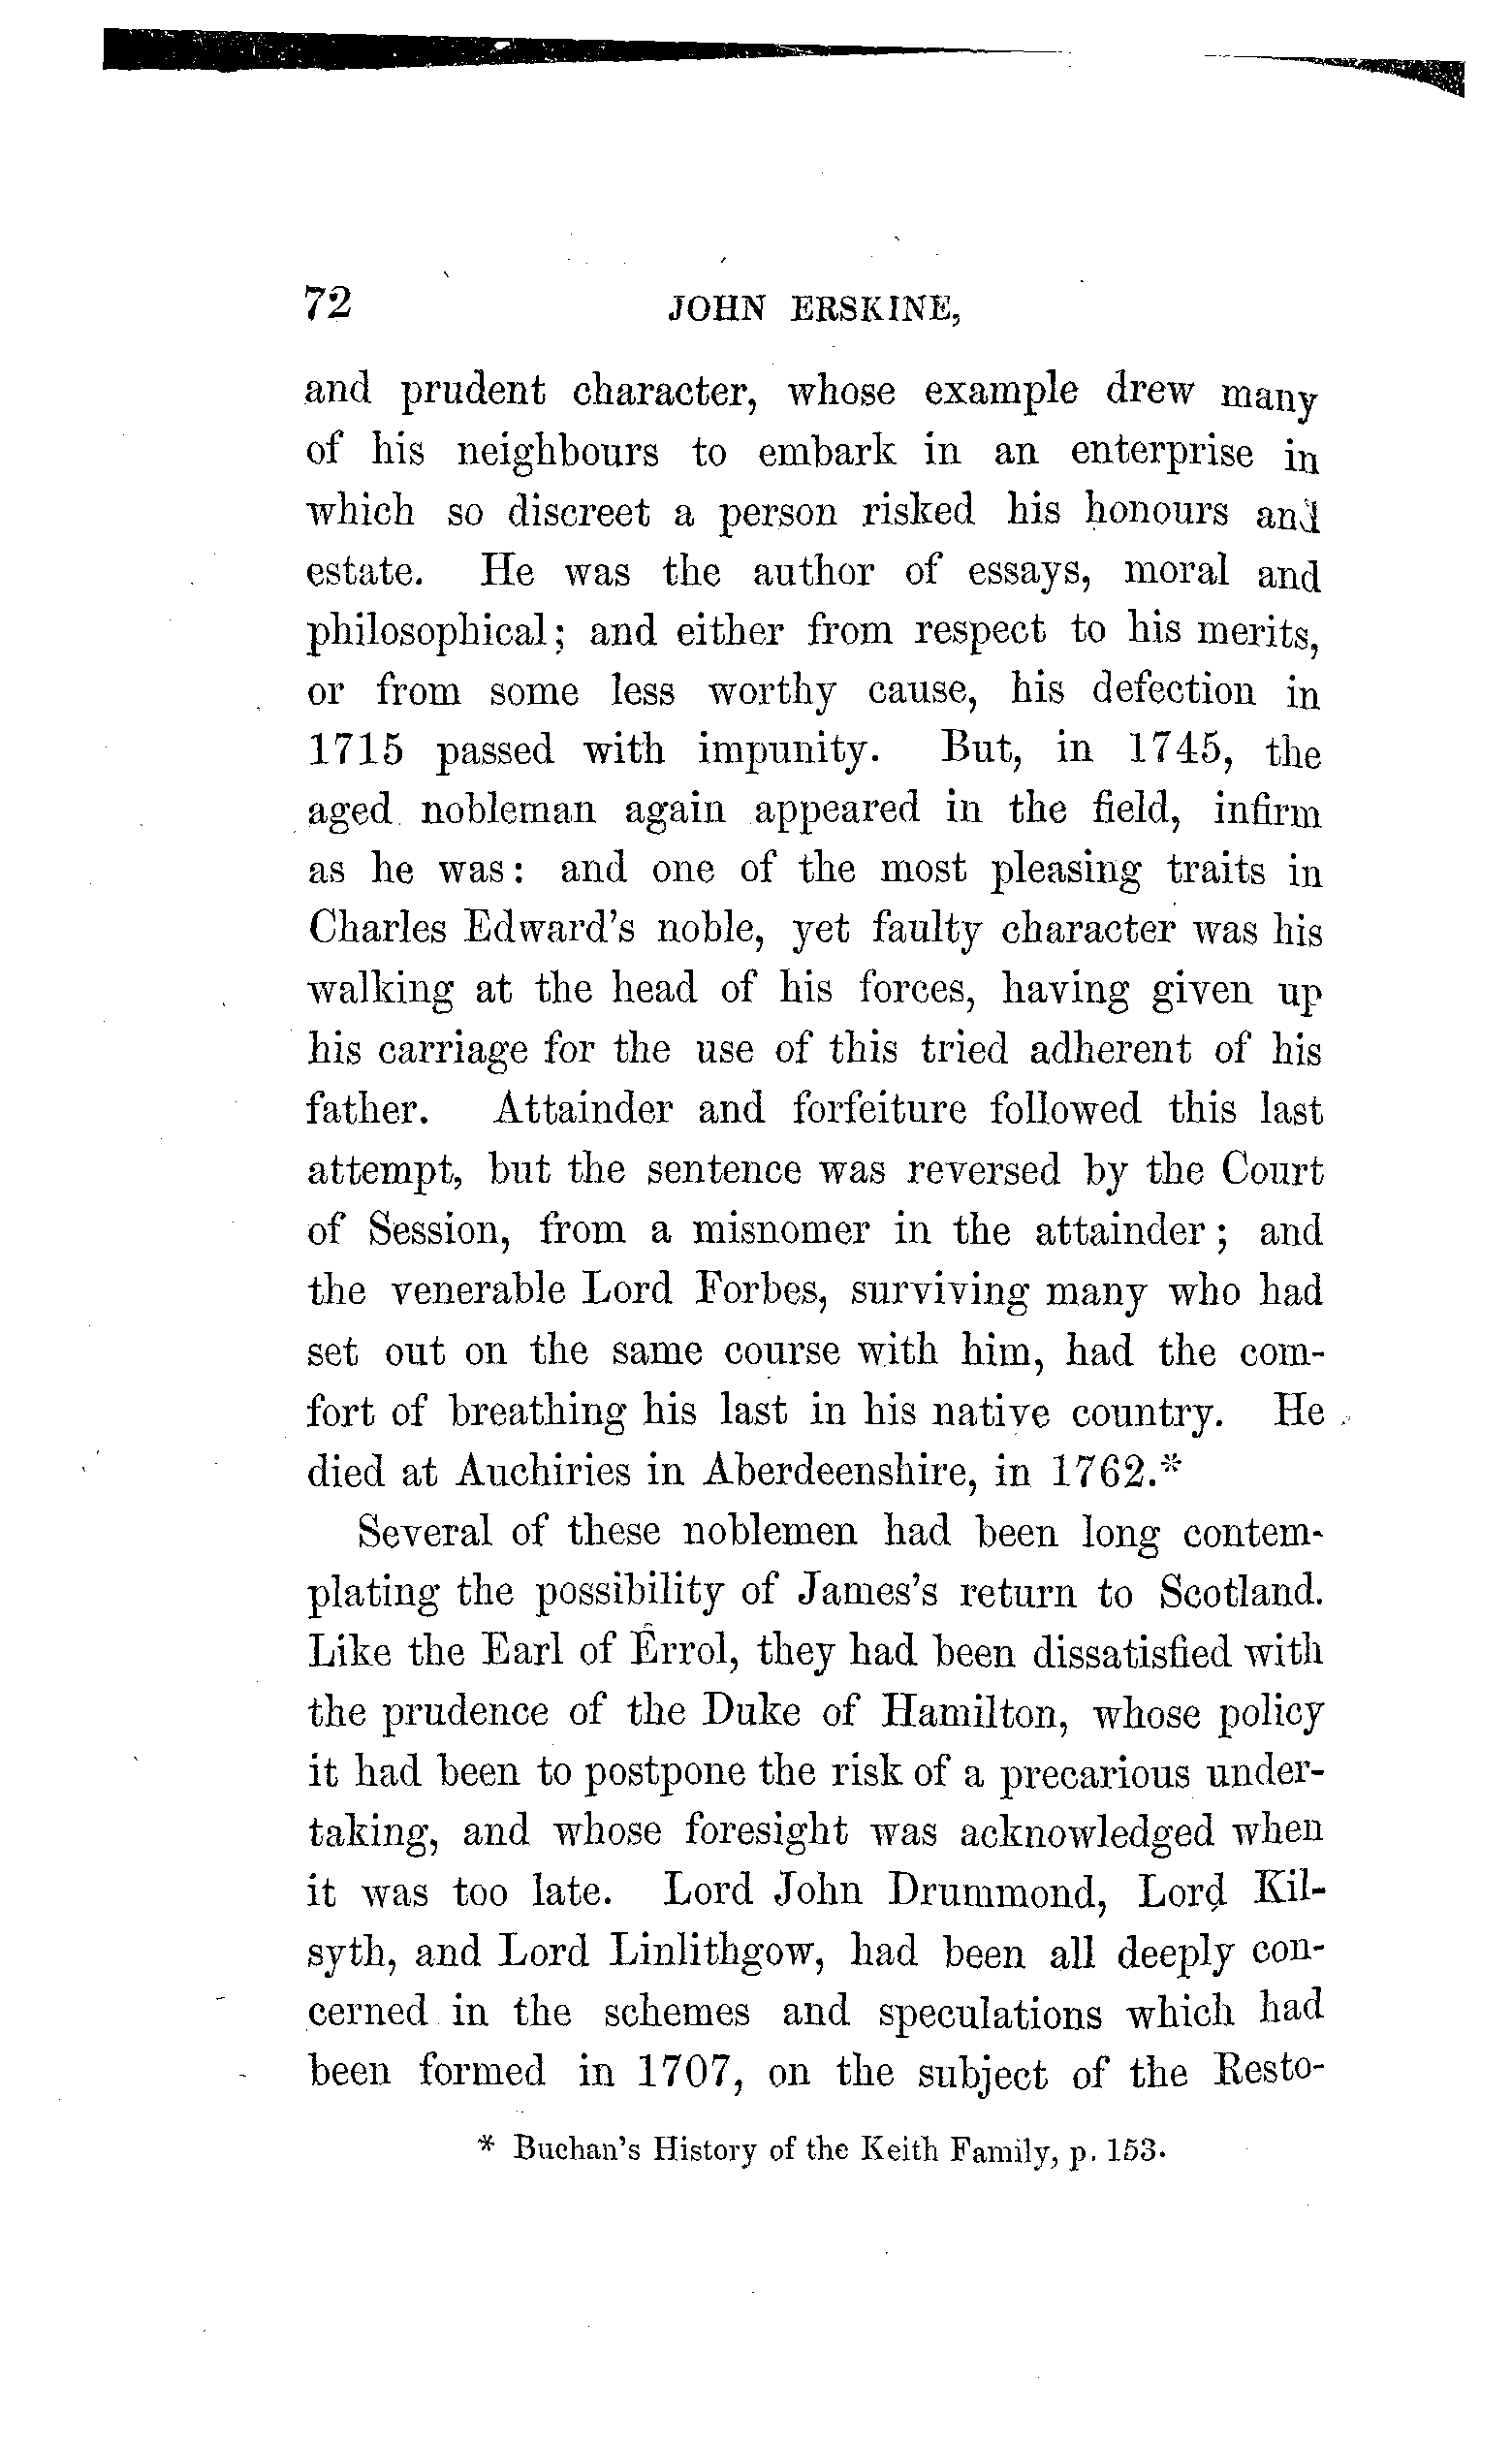 72 JOHN ERSKINE,
and prudent character, whose example drew many
of his neighbours to embark in an enterprise in
which so discreet a person risked his honours and
estate. He was the author of essays, moral and
philosophical; and either from respect to his merits,
or from some less worthy cause, his defection in
1715 passed with impunity. But, in 1745, the
aged nobleman again appeared in the field, infirm
as he was: and one of the most pleasing traits in
Charles Edward's noble, yet faulty character was his
walking at the head of his forces, having given up
his carriage for the use of this tried adherent of his
father. Attainder and forfeiture followed this last
attempt, but the sentence was reversed by the Court
of Session, from a misnomer in the attainder; and
the venerable Lord Forbes, surviving many who had
set out on the same course with him, had the com-
fort of breathing his last in his native country. He
died at Auchiries in Aberdeenshire, in 1762.*
Several of these noblemen had been long contem-
plating the possibility of James's return to Scotland.
Like the Earl of Errol, they had been dissatisfied with
the prudence of the Duke of Hamilton, whose policy
it had been to postpone the risk of a precarious under-
taking, and whose foresight was acknowledged when
it was too late. Lord John Drummond, Lord Kil-
syth, and Lord Linlithgow, had been all deeply con-
cerned in the schemes and speculations which had
been formed in 1707, on the subject of the Resto-
* Buchan's History of the Keith Family, p. 153.